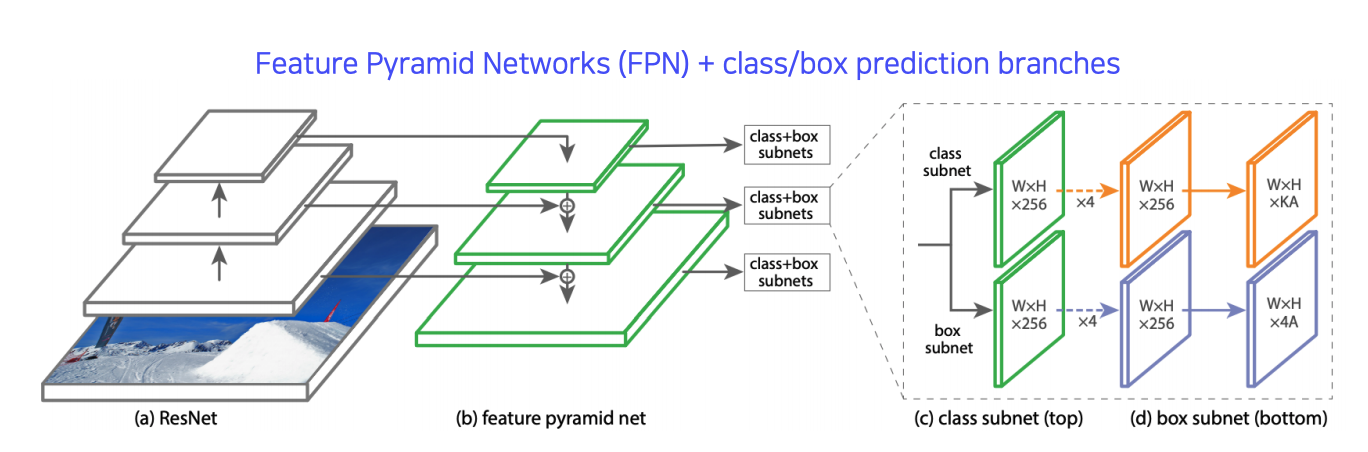 Feature Pyramid Networks (FPN) + class/box prediction branches
class+box
subnets
class+box
subnets
class+box
subnets
class
subnet
W×H
×256
×4
W×H
×256
W×H
×KA
box
subnet
W×H
×256
×4
W×H
×256
W×H
×4A
(a) ResNet
(b) feature pyramid net
(c) class subnet (top)
(d) box subnet (bottom)